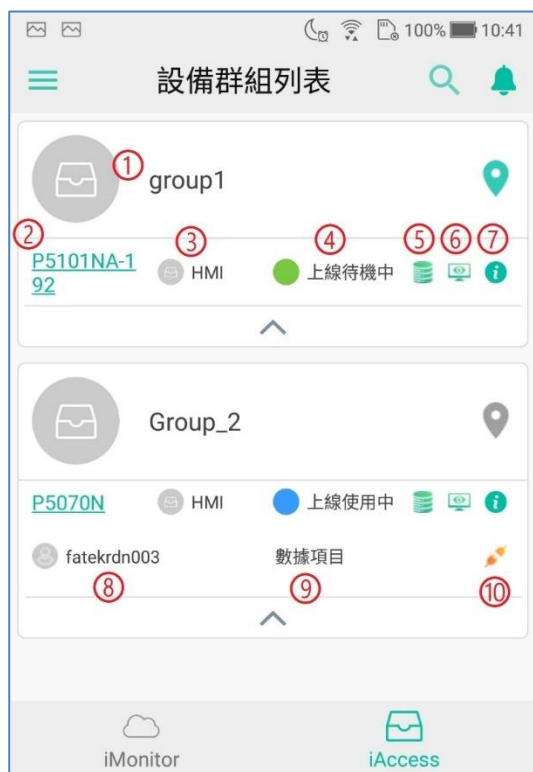 100% 10:41
設備群組列表
① group1
② ③ ④ ⑤ ⑥ ⑦
P5101NA-1
92
HMI 上線待機中
Group_2
P5070N HMI 上線使用中
fatekrdn003 數據項目
⑧ ⑨ ⑩
iMonitor iAccess